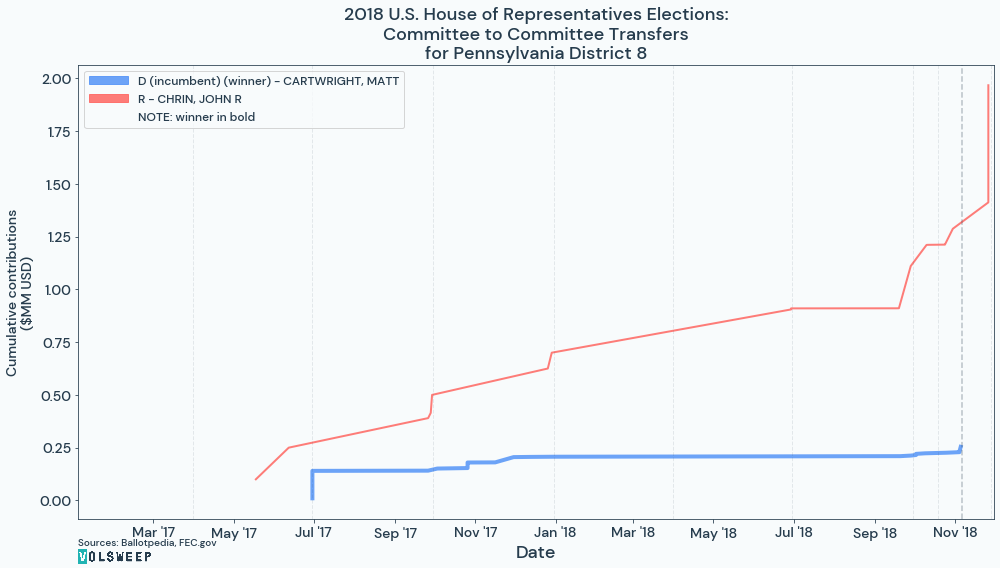 2018 U.S. House of Representatives Elections:
Committee to Committee Transfers
for Pennsylvania District 8
D (incumbent) (winner) - CARTWRIGHT, MATT
R - CHRIN, JOHN R
NOTE: winner in bold
2.00
1.75
1.50
1.25
1.00
0.75
0.50
0.25
0.00
Cumulative contributions
($MM USD)
Mar '17
May '17
Jul '17
Sep '17
Nov '17
Jan '18
Mar '18
May '18
Jul '18
Sep '18
Nov '18
Date
Sources: Ballotpedia, FEC.gov
VOLSWEEP